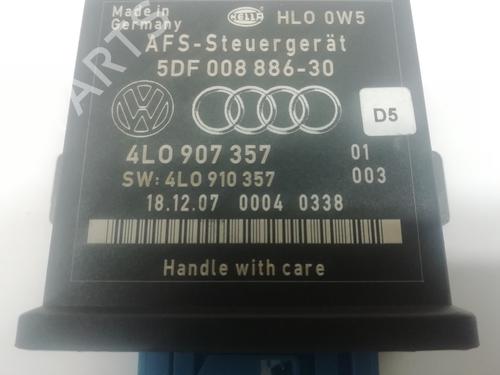 Made in
Germany
HELLA
HLO 0W5
AFS-Steuergerät
5DF 008 886-30
D5
4L0 907 357 01
SW: 4L0 910 357 003
18.12.07 0004 0338
Handle with care